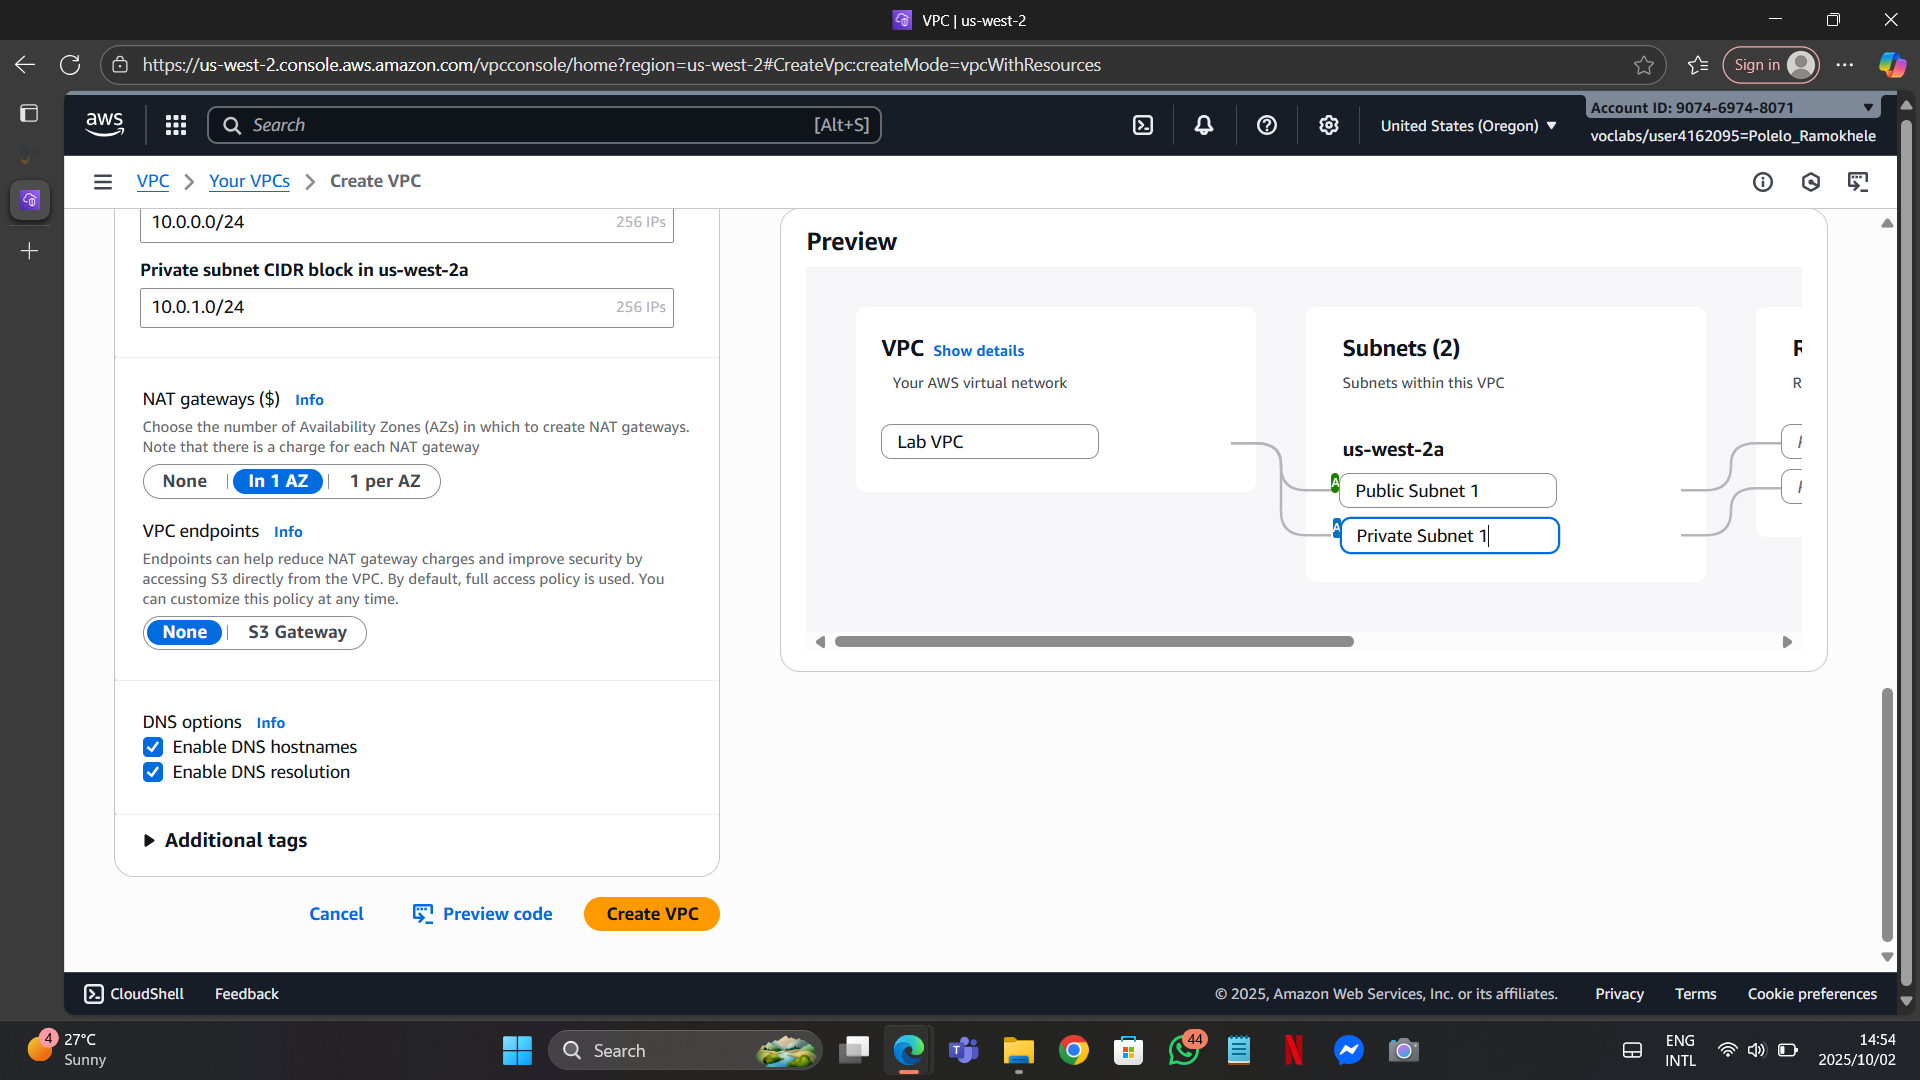 VPC | us-west-2
https://us-west-2.console.aws.amazon.com/vpcconsole/home?region=us-west-2#CreateVpc:createMode=vpcWithResources
Sign in
aws
Search
[Alt+S]
United States (Oregon)
Account ID: 9074-6974-8071
voclabs/user4162095=Polelo_Ramokhele
VPC
Your VPCs
Create VPC
10.0.0.0/24
256 IPs
Private subnet CIDR block in us-west-2a
10.0.1.0/24
256 IPs
NAT gateways ($) Info
Choose the number of Availability Zones (AZs) in which to create NAT gateways.
Note that there is a charge for each NAT gateway
None
In 1 AZ
1 per AZ
VPC endpoints Info
Endpoints can help reduce NAT gateway charges and improve security by
accessing S3 directly from the VPC. By default, full access policy is used. You
can customize this policy at any time.
None
S3 Gateway
DNS options Info
Enable DNS hostnames
Enable DNS resolution
Additional tags
Cancel
Preview code
Create VPC
Preview
VPC Show details
Your AWS virtual network
Lab VPC
Subnets (2)
Subnets within this VPC
us-west-2a
A
Public Subnet 1
A
Private Subnet 1
R
R
CloudShell
Feedback
© 2025, Amazon Web Services, Inc. or its affiliates.
Privacy
Terms
Cookie preferences
4
27°C
Sunny
Search
44
ENG
INTL
14:54
2025/10/02